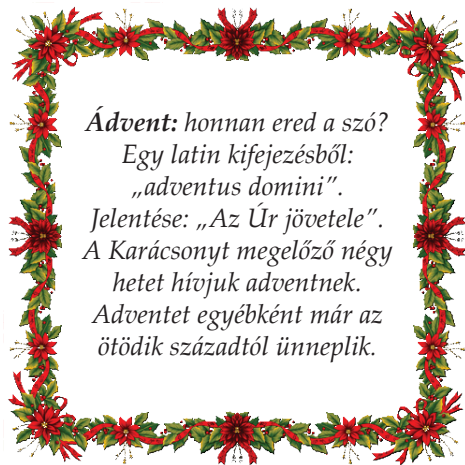 Ádvent: honnan ered a szó?
Egy latin kifejezésből:
„adventus domini”.
Jelentése: „Az Úr jövetele”.
A Karácsonyt megelőző négy
hetet hívjuk adventnek.
Adventet egyébként már az
ötödik századtól ünneplik.